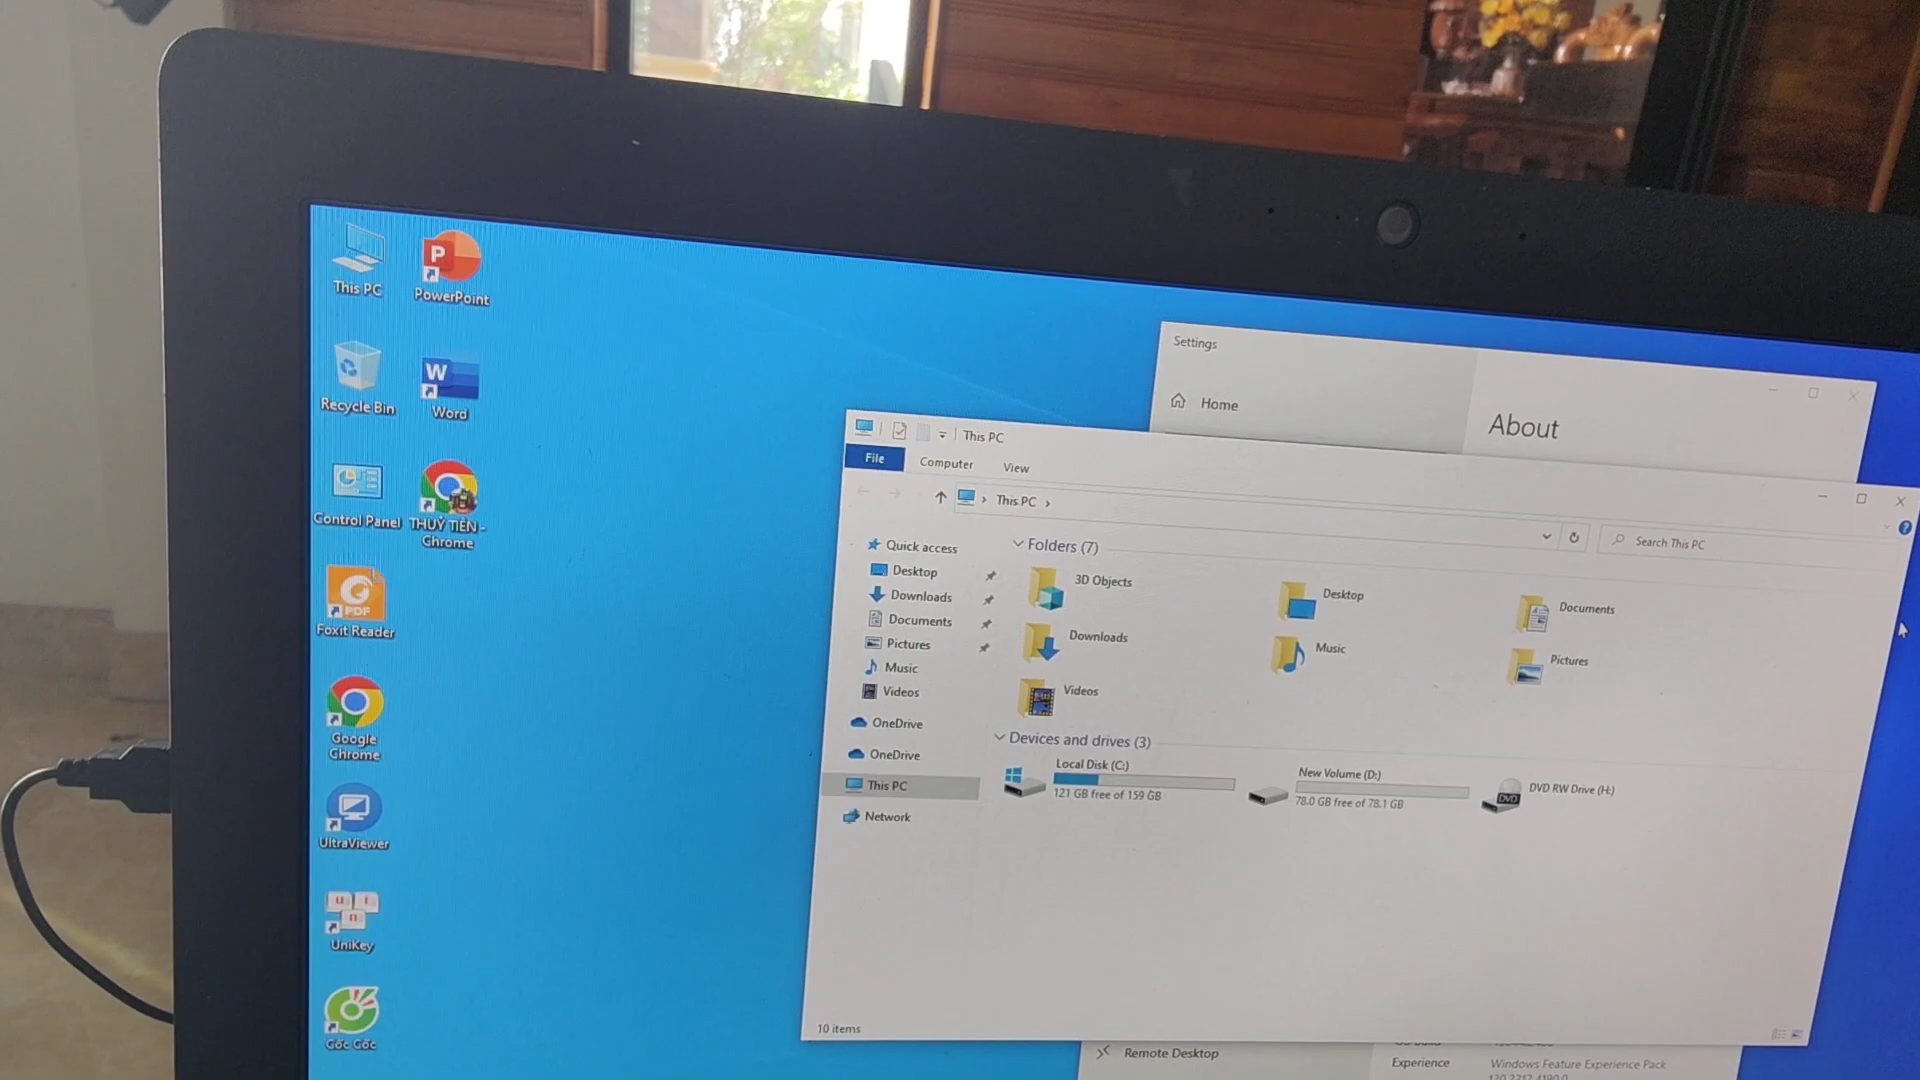 This PC
PowerPoint
Recycle Bin
Word
Control Panel
THUỶ TIÊN -
Chrome
PDF
Foxit Reader
Google
Chrome
UltraViewer
UniKey
Cốc Cốc
Settings
Home
About
This PC
File
Computer
View
This PC
Search This PC
Quick access
Desktop
Downloads
Documents
Pictures
Music
Videos
OneDrive
OneDrive
This PC
Network
Folders (7)
3D Objects
Desktop
Documents
Downloads
Music
Pictures
Videos
Devices and drives (3)
Local Disk (C:)
121 GB free of 159 GB
New Volume (D:)
78.0 GB free of 78.1 GB
DVD
DVD RW Drive (H:)
10 items
Remote Desktop
Experience
Windows Feature Experience Pack